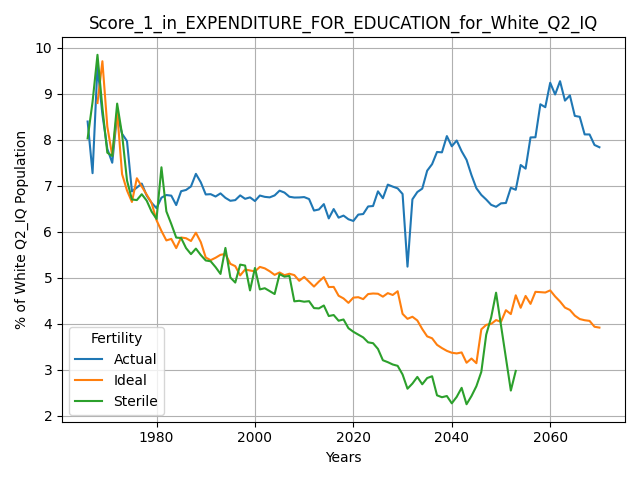 Score_1_in_EXPENDITURE_FOR_EDUCATION_for_White_Q2_IQ
% of White Q2_IQ Population
10
9
8
7
6
5
4
3
2
Fertility
Actual
Ideal
Sterile
1980
2000
2020
2040
2060
Years